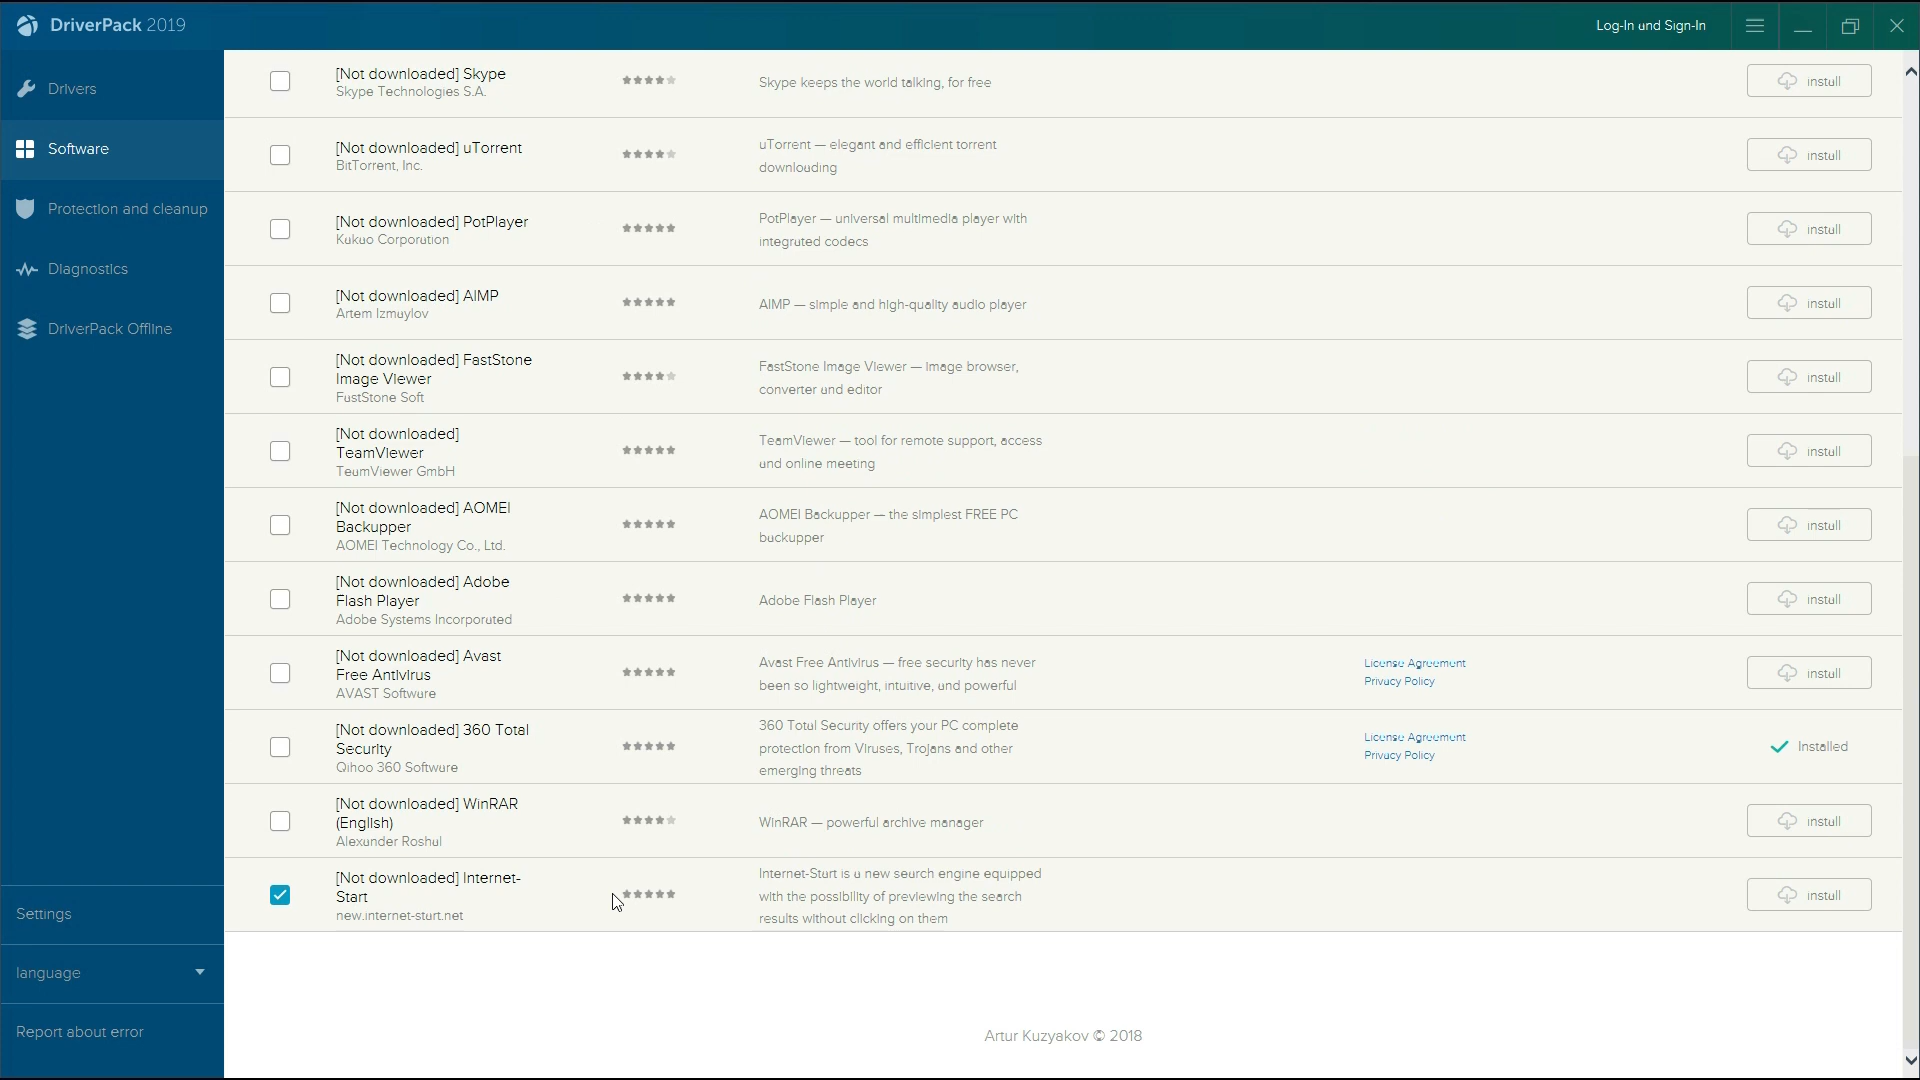 DriverPack 2019
Log-In and Sign-In
Drivers
Software
Protection and cleanup
Diagnostics
DriverPack Offline
Settings
language
Report about error
[Not downloaded] Skype
Skype Technologies S.A.
Skype keeps the world talking, for free
install
[Not downloaded] uTorrent
BitTorrent, Inc.
uTorrent — elegant and efficient torrent
downloading
install
[Not downloaded] PotPlayer
Kakao Corporation
PotPlayer — universal multimedia player with
integrated codecs
install
[Not downloaded] AIMP
Artem Izmaylov
AIMP — simple and high-quality audio player
install
[Not downloaded] FastStone
Image Viewer
FastStone Soft
FastStone Image Viewer — image browser,
converter and editor
install
[Not downloaded]
TeamViewer
TeamViewer GmbH
TeamViewer — tool for remote support, access
and online meeting
install
[Not downloaded] AOMEI
Backupper
AOMEI Technology Co., Ltd.
AOMEI Backupper — the simplest FREE PC
backupper
install
[Not downloaded] Adobe
Flash Player
Adobe Systems Incorporated
Adobe Flash Player
install
[Not downloaded] Avast
Free Antivirus
AVAST Software
Avast Free Antivirus — free security has never
been so lightweight, intuitive, and powerful
License Agreement
Privacy Policy
install
[Not downloaded] 360 Total
Security
Qihoo 360 Software
360 Total Security offers your PC complete
protection from Viruses, Trojans and other
emerging threats
License Agreement
Privacy Policy
Installed
[Not downloaded] WinRAR
(English)
Alexander Roshal
WinRAR — powerful archive manager
install
[Not downloaded] Internet-
Start
new.internet-start.net
Internet-Start is a new search engine equipped
with the possibility of previewing the search
results without clicking on them
install
Artur Kuzyakov © 2018